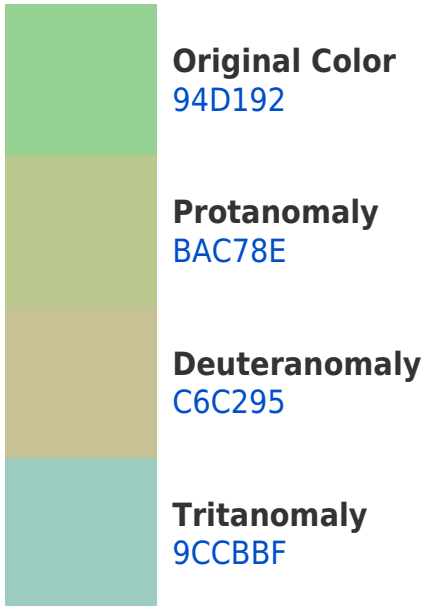 Original Color
94D192
Protanomaly
BAC78E
Deuteranomaly
C6C295
Tritanomaly
9CCBBF